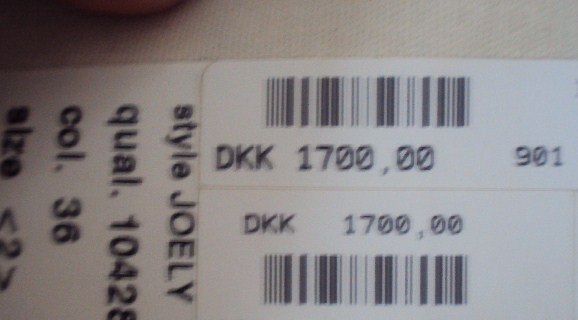 style JOELY
qual. 10428
col. 36
size <2>
DKK 1700,00 901
DKK 1700,00